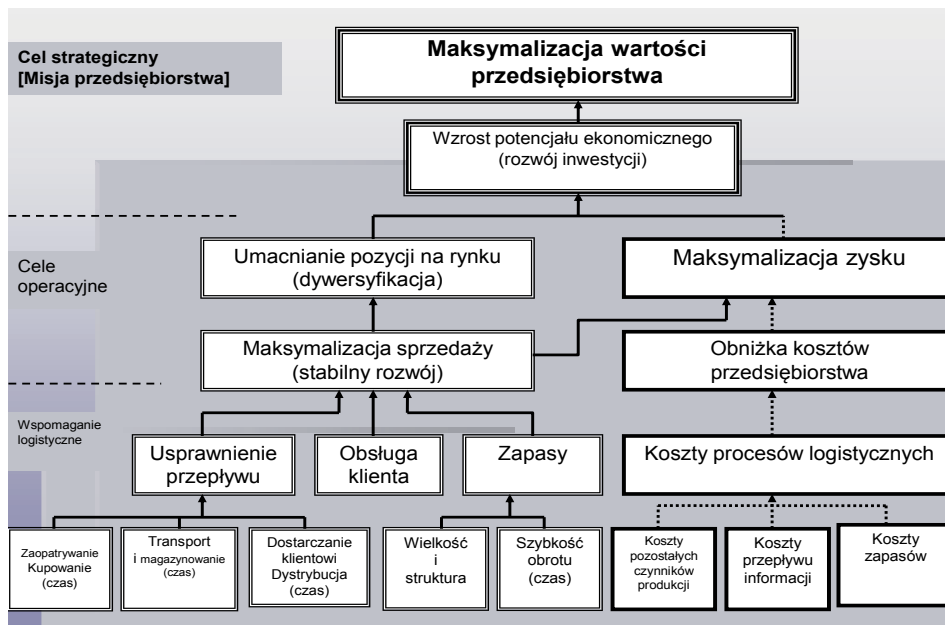 Cel strategiczny
[Misja przedsiębiorstwa]
Maksymalizacja wartości
przedsiębiorstwa
Wzrost potencjału ekonomicznego
(rozwój inwestycji)
Cele
operacyjne
Umacnianie pozycji na rynku
(dywersyfikacja)
Maksymalizacja zysku
Maksymalizacja sprzedaży
(stabilny rozwój)
Obniżka kosztów
przedsiębiorstwa
Wspomaganie
logistyczne
Usprawnienie
przepływu
Obsługa
klienta
Zapasy
Koszty procesów logistycznych
Zaopatrywanie
Kupowanie
(czas)
Transport
i magazynowanie
(czas)
Dostarczanie
klientowi
Dystrybucja
(czas)
Wielkość
i
struktura
Szybkość
obrotu
(czas)
Koszty
pozostałych
czynników
produkcji
Koszty
przepływu
informacji
Koszty
zapasów